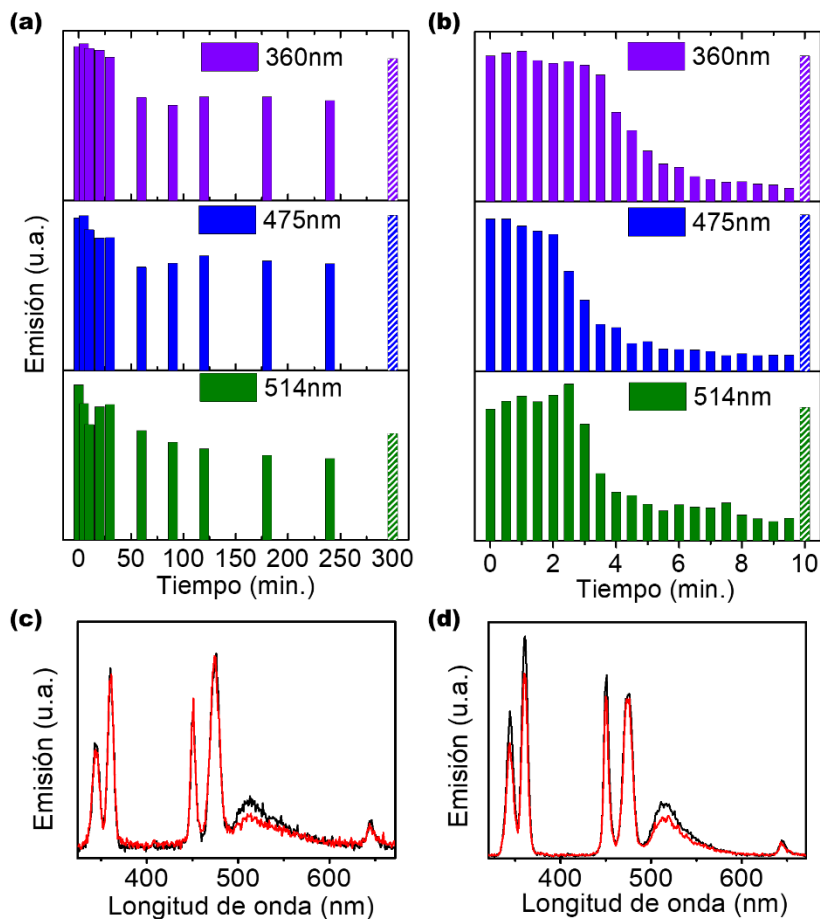 (a)
360nm
475nm
514nm
Emisión (u.a.)
0 50 100 150 200 250 300
Tiempo (min.)
(b)
360nm
475nm
514nm
0 2 4 6 8 10
Tiempo (min.)
(c)
Emisión (u.a.)
400 500 600
Longitud de onda (nm)
(d)
Emisión (u.a.)
400 500 600
Longitud de onda (nm)